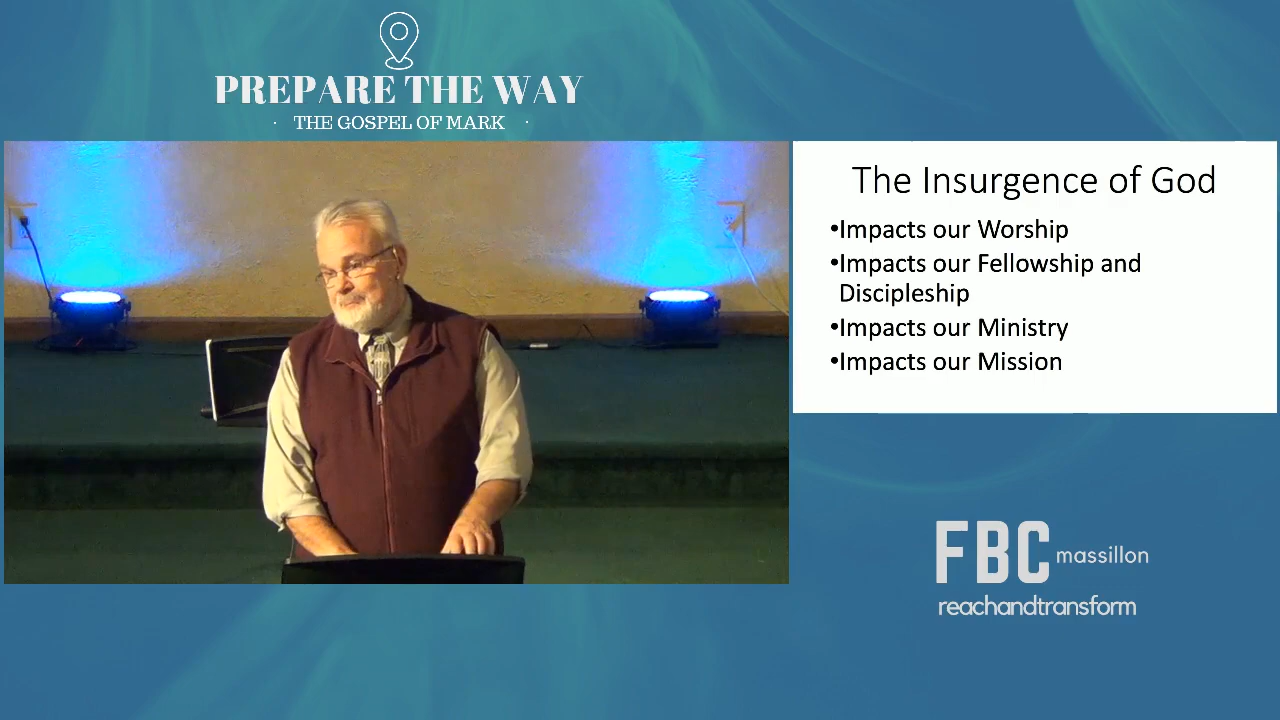 PREPARE THE WAY
· THE GOSPEL OF MARK ·
The Insurgence of God
•Impacts our Worship
•Impacts our Fellowship and
Discipleship
•Impacts our Ministry
•Impacts our Mission
FBC massillon
reachandtransform